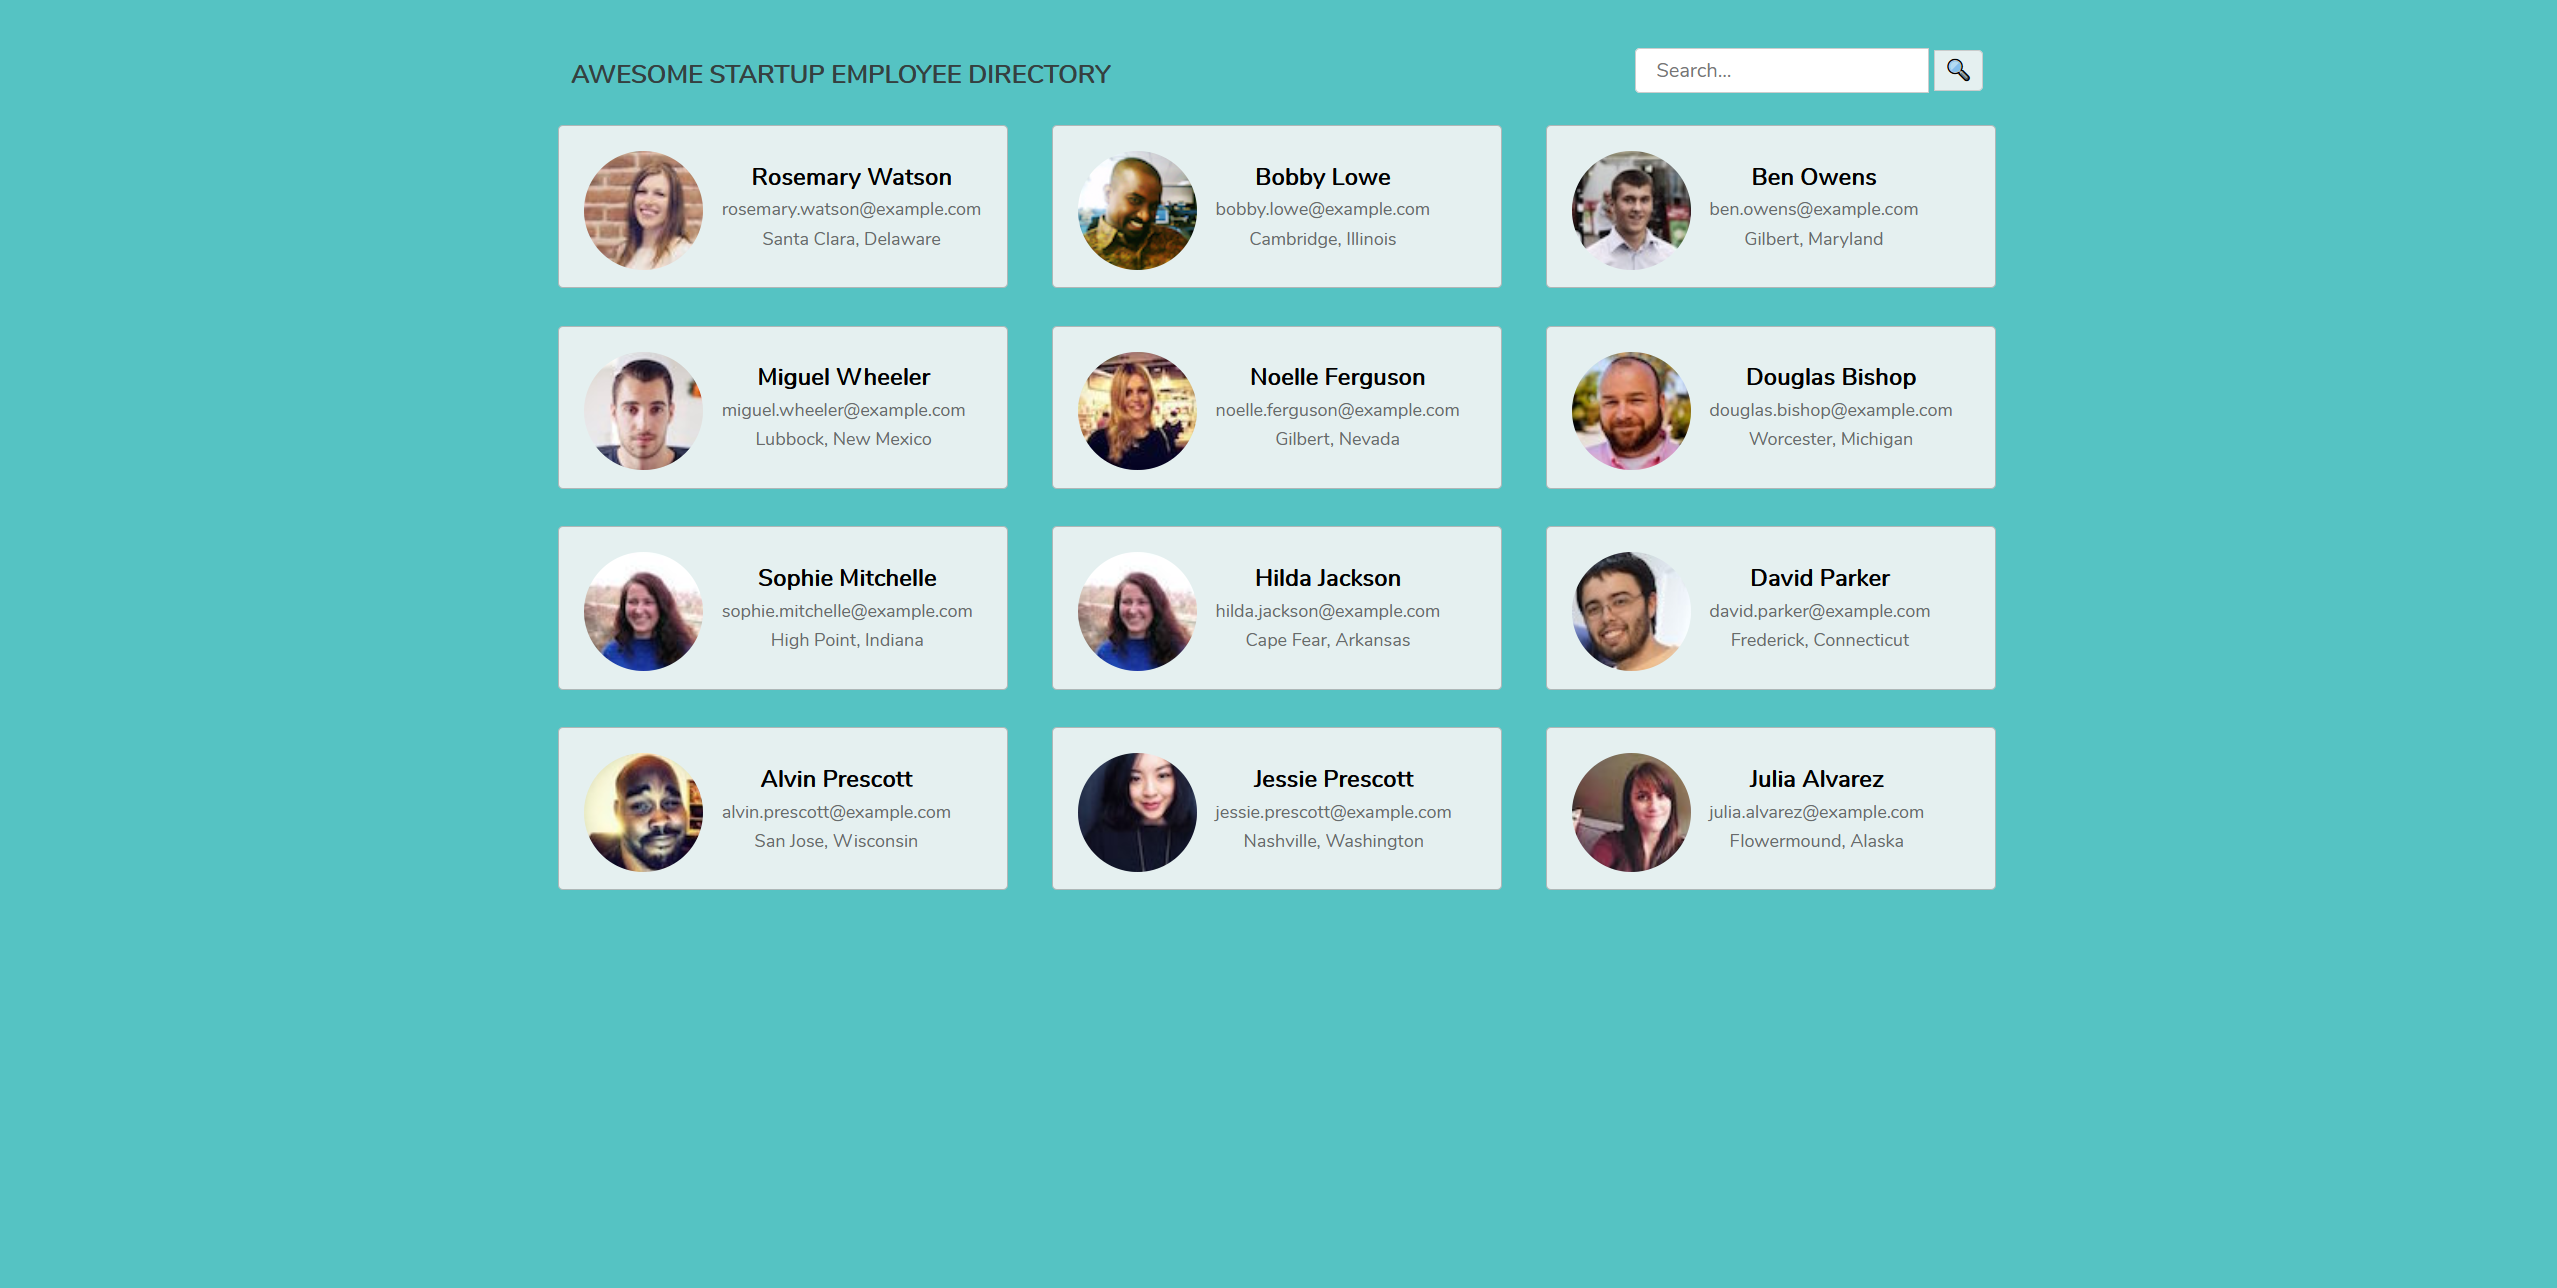 AWESOME STARTUP EMPLOYEE DIRECTORY
Search...
Rosemary Watson
rosemary.watson@example.com
Santa Clara, Delaware
Bobby Lowe
bobby.lowe@example.com
Cambridge, Illinois
Ben Owens
ben.owens@example.com
Gilbert, Maryland
Miguel Wheeler
miguel.wheeler@example.com
Lubbock, New Mexico
Noelle Ferguson
noelle.ferguson@example.com
Gilbert, Nevada
Douglas Bishop
douglas.bishop@example.com
Worcester, Michigan
Sophie Mitchelle
sophie.mitchelle@example.com
High Point, Indiana
Hilda Jackson
hilda.jackson@example.com
Cape Fear, Arkansas
David Parker
david.parker@example.com
Frederick, Connecticut
Alvin Prescott
alvin.prescott@example.com
San Jose, Wisconsin
Jessie Prescott
jessie.prescott@example.com
Nashville, Washington
Julia Alvarez
julia.alvarez@example.com
Flowermound, Alaska